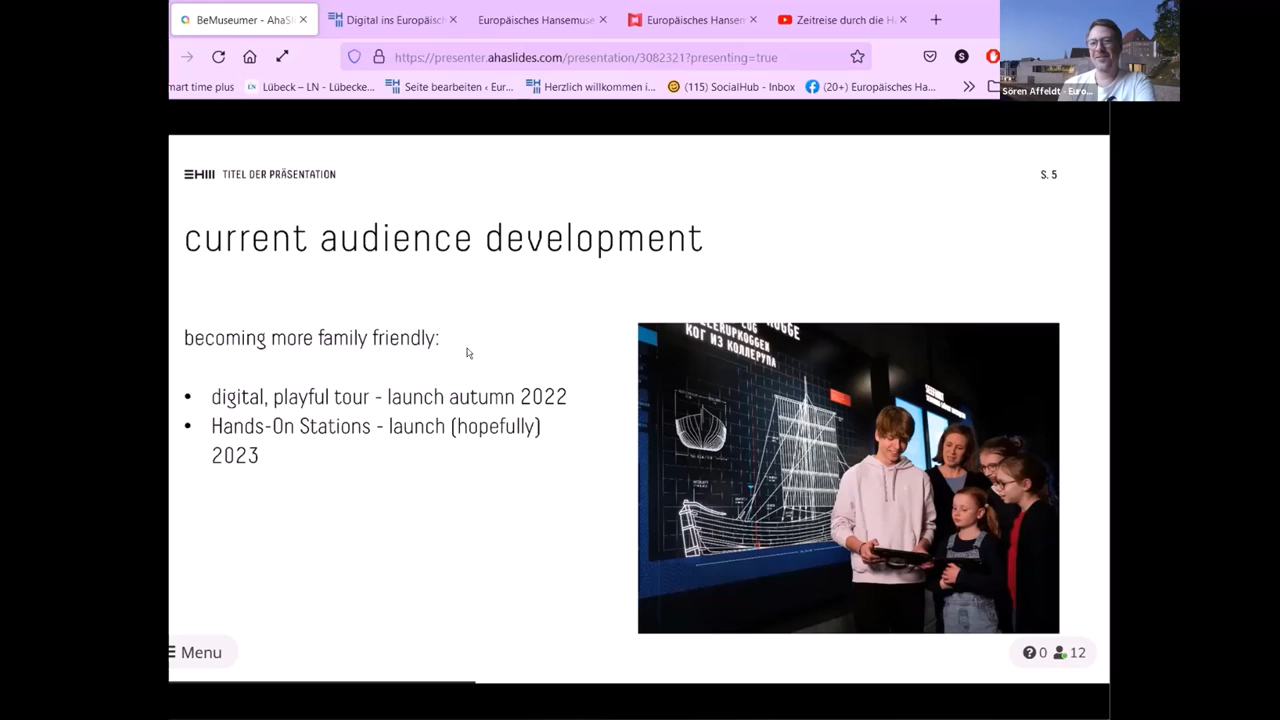 BeMuseumer - AhaSl
Digital ins Europäisch
Europäisches Hansemuse
Europäisches Hansem
Zeitreise durch die H
https://presenter.ahaslides.com/presentation/3082321?presenting=true
mart time plus
LN
Lübeck – LN - Lübecke...
Seite bearbeiten ‹ Eur...
Herzlich willkommen i...
(115) SocialHub - Inbox
(20+) Europäisches Ha...
Sören Affeldt - Euro...
TITEL DER PRÄSENTATION
S. 5
current audience development
becoming more family friendly:
• digital, playful tour - launch autumn 2022
• Hands-On Stations - launch (hopefully)
2023
КОГ ИЗ КОЛЛЕРУПА
Menu
0
12